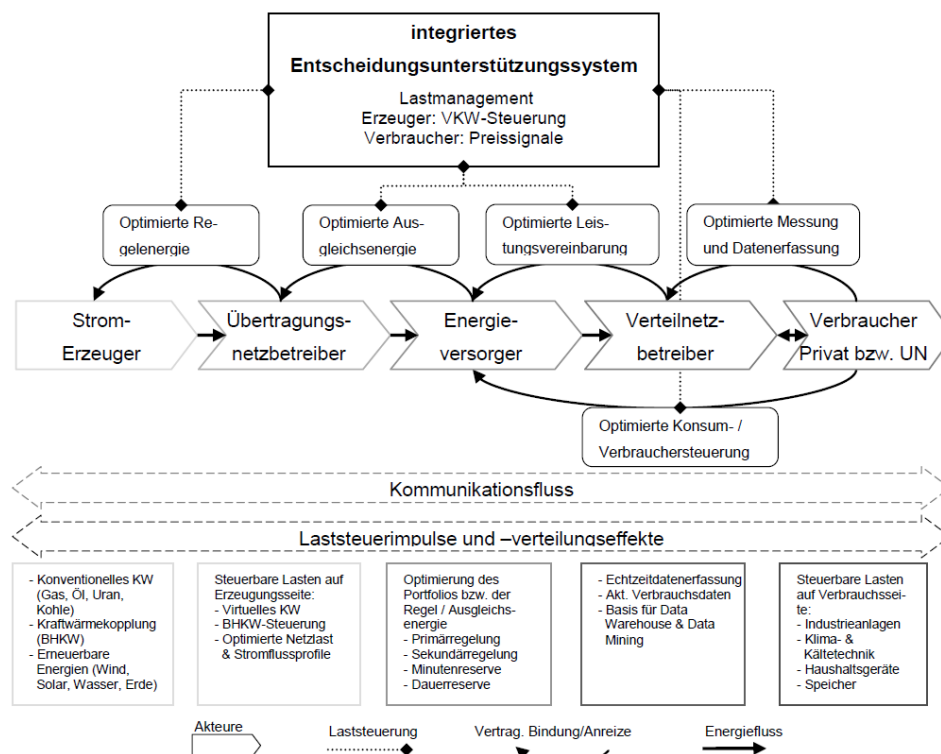 integriertes
Entscheidungsunterstützungssystem
Lastmanagement
Erzeuger: VKW-Steuerung
Verbraucher: Preissignale
Optimierte Re-
gelenergie
Optimierte Aus-
gleichsenergie
Optimierte Leis-
tungsvereinbarung
Optimierte Messung
und Datenerfassung
Strom-
Erzeuger
Übertragungs-
netzbetreiber
Energie-
versorger
Verteilnetz-
betreiber
Verbraucher
Privat bzw. UN
Optimierte Konsum- /
Verbrauchersteuerung
Kommunikationsfluss
Laststeuerimpulse und –verteilungseffekte
- Konventionelles KW
(Gas, Öl, Uran,
Kohle)
- Kraftwärmekopplung
(BHKW)
- Erneuerbare
Energien (Wind,
Solar, Wasser, Erde)
Steuerbare Lasten auf
Erzeugungsseite:
- Virtuelles KW
- BHKW-Steuerung
- Optimierte Netzlast
& Stromflussprofile
Optimierung des
Portfolios bzw. der
Regel / Ausgleichs-
energie
- Primärregelung
- Sekundärregelung
- Minutenreserve
- Dauerreserve
- Echtzeitdatenerfassung
- Akt. Verbrauchsdaten
- Basis für Data
Warehouse & Data
Mining
Steuerbare Lasten
auf Verbrauchssei-
te:
- Industrieanlagen
- Klima- &
Kältetechnik
- Haushaltsgeräte
- Speicher
Akteure
Laststeuerung
Vertrag. Bindung/Anreize
Energiefluss